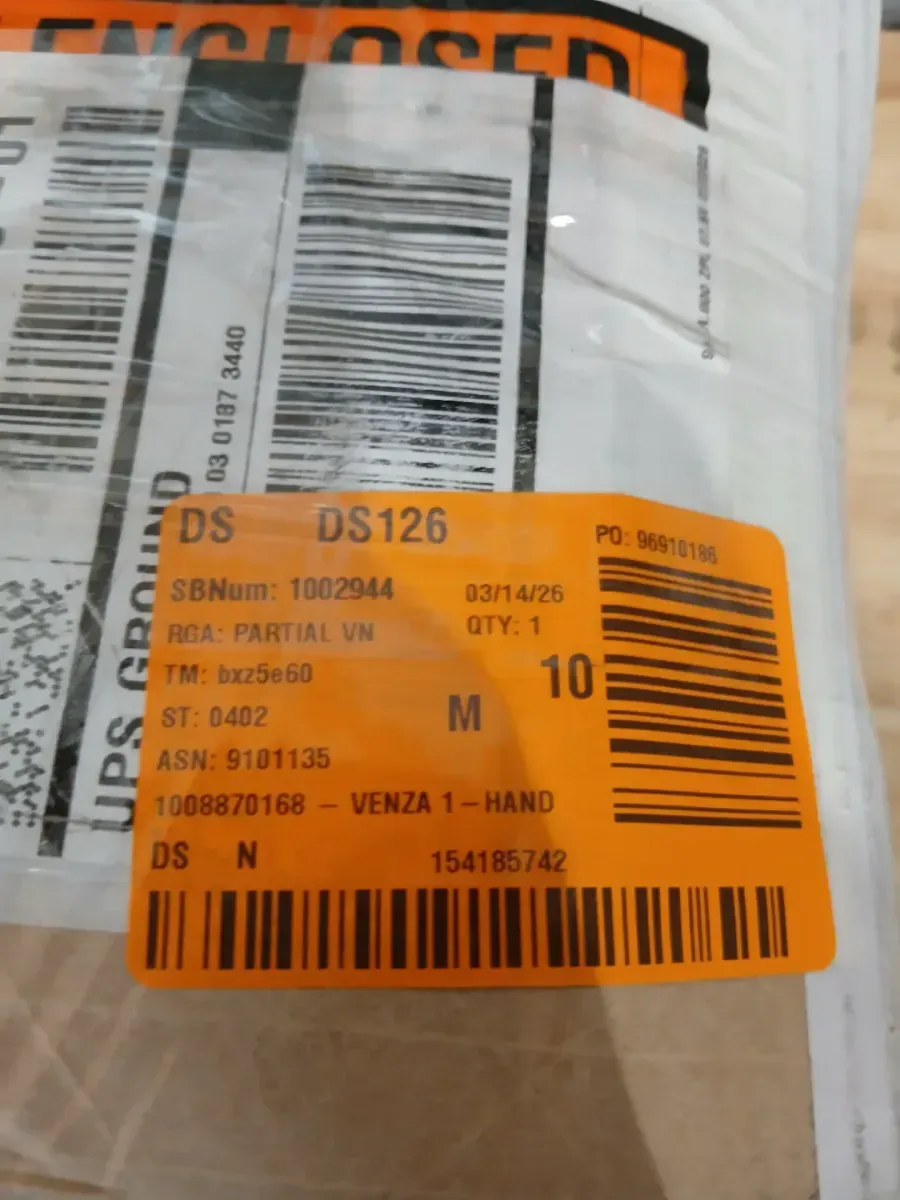 ENCLOSED
UPS GROUND
03 0187 3440
DS DS126
PO: 96910186
SBNum: 1002944 03/14/26
RGA: PARTIAL VN QTY: 1
TM: bxz5e60 10
ST: 0402 M
ASN: 9101135
1008870168 – VENZA 1–HAND
DS N 154185742